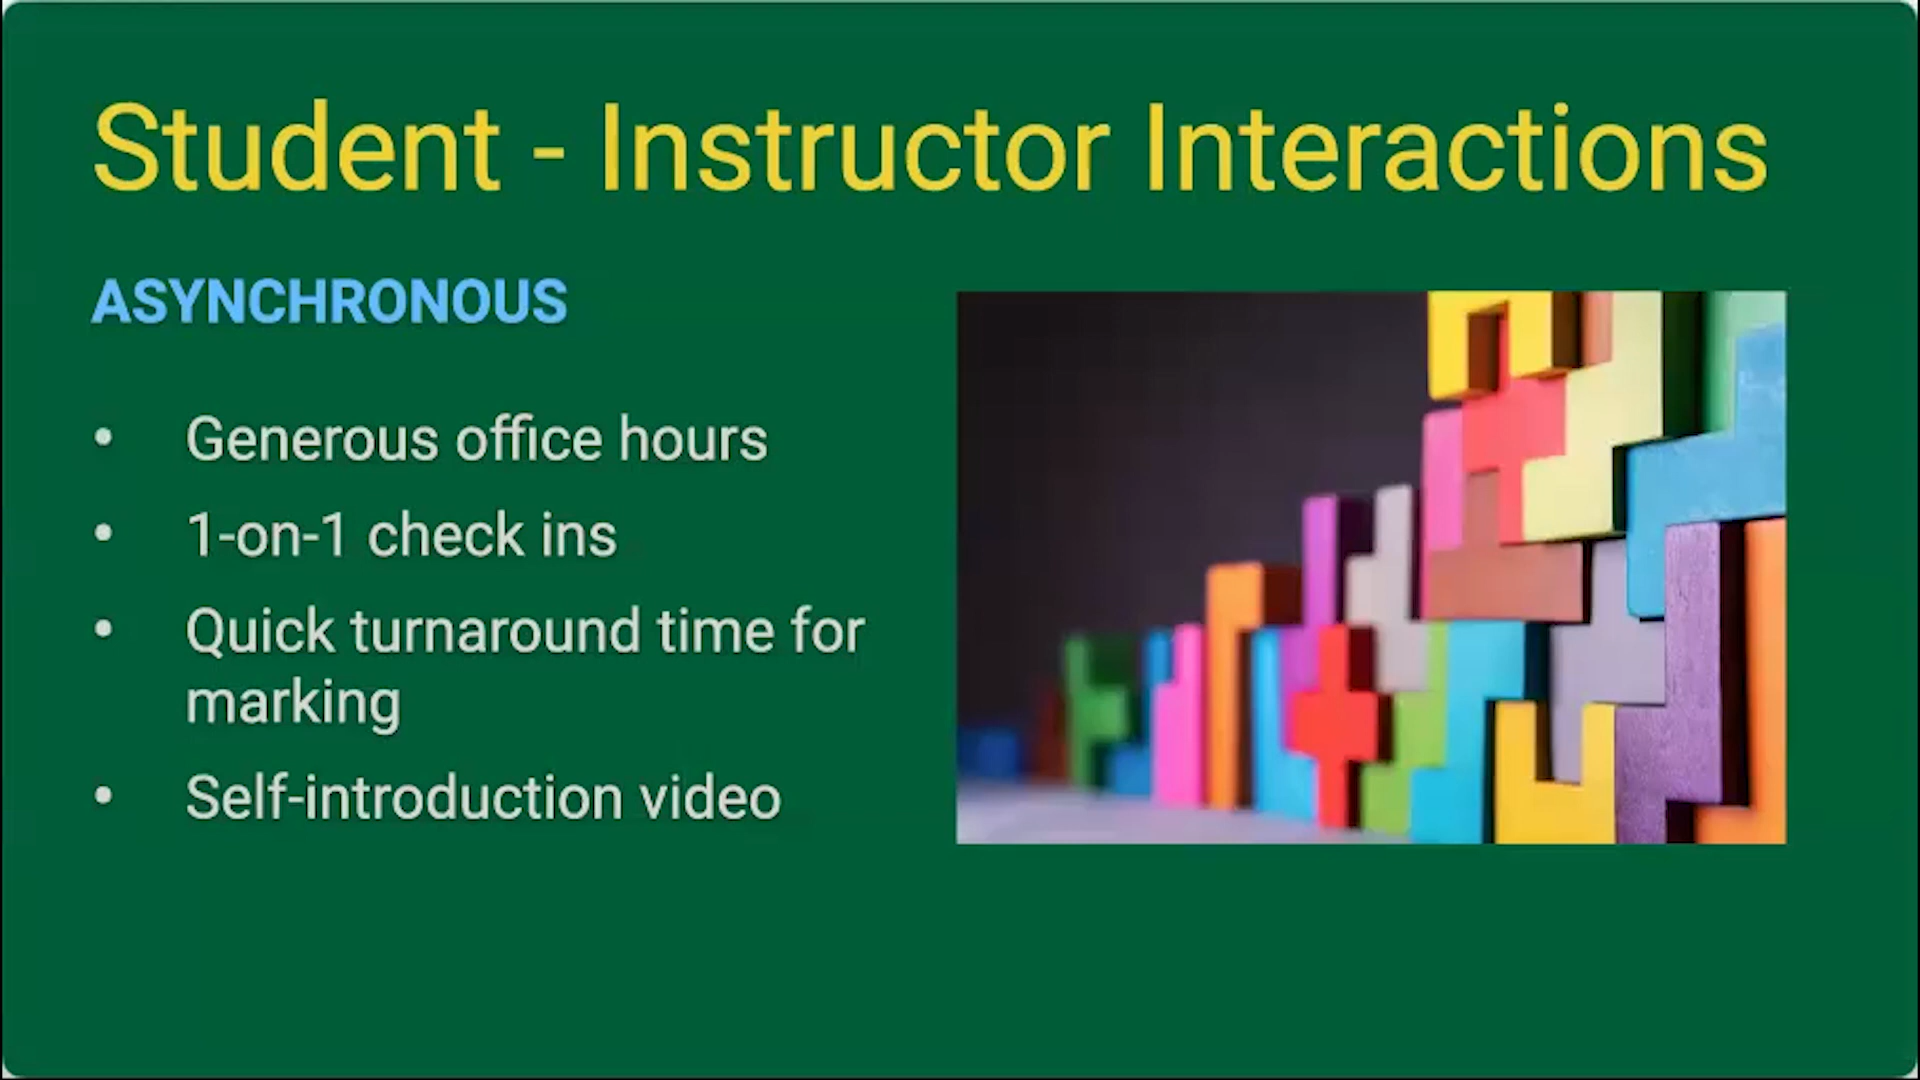 Student - Instructor Interactions
ASYNCHRONOUS
• Generous office hours
• 1-on-1 check ins
• Quick turnaround time for
marking
• Self-introduction video